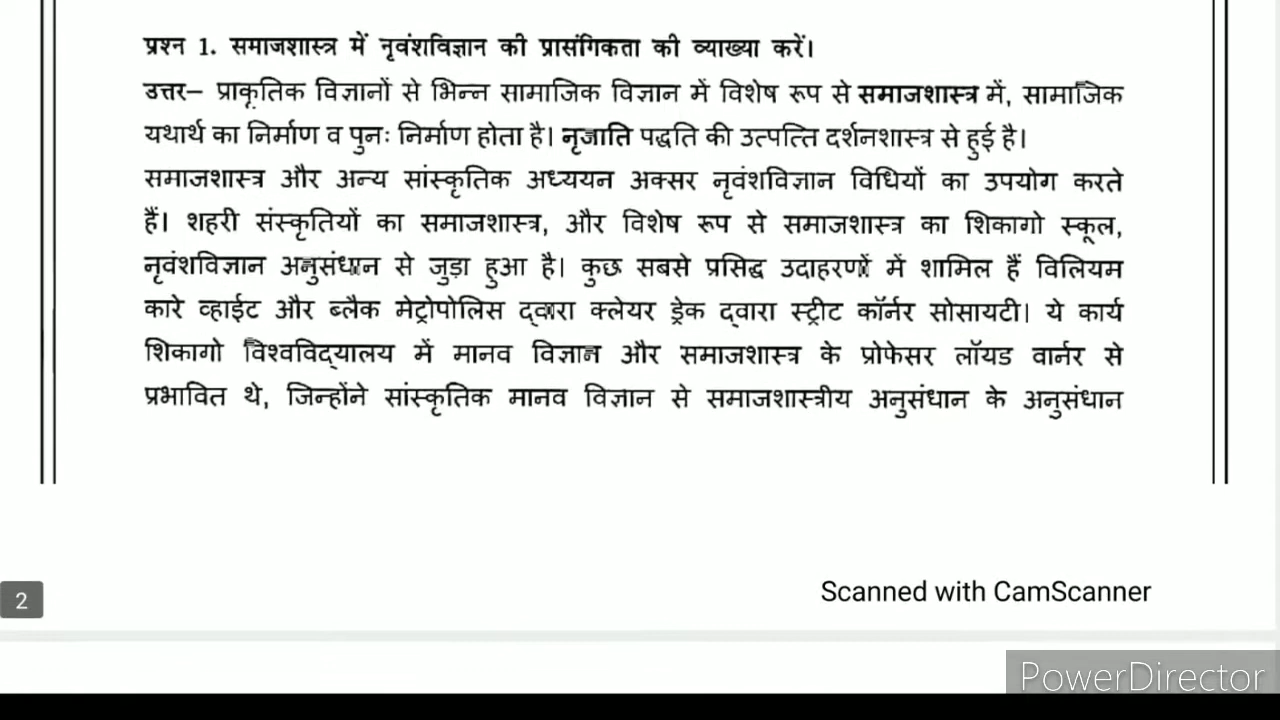 प्रश्न 1. समाजशास्त्र में नृवंशविज्ञान की प्रासंगिकता की व्याख्या करें।
उत्तर– प्राकृतिक विज्ञानों से भिन्न सामाजिक विज्ञान में विशेष रूप से समाजशास्त्र में, सामाजिक
यथार्थ का निर्माण व पुनः निर्माण होता है। नृजाति पद्धति की उत्पत्ति दर्शनशास्त्र से हुई है।
समाजशास्त्र और अन्य सांस्कृतिक अध्ययन अक्सर नृवंशविज्ञान विधियों का उपयोग करते
हैं। शहरी संस्कृतियों का समाजशास्त्र, और विशेष रूप से समाजशास्त्र का शिकागो स्कूल,
नृवंशविज्ञान अनुसंधान से जुड़ा हुआ है। कुछ सबसे प्रसिद्ध उदाहरणों में शामिल हैं विलियम
कारे व्हाईट और ब्लैक मेट्रोपोलिस द्वारा क्लेयर ड्रेक द्वारा स्ट्रीट कॉर्नर सोसायटी। ये कार्य
शिकागो विश्वविद्यालय में मानव विज्ञान और समाजशास्त्र के प्रोफेसर लॉयड वार्नर से
प्रभावित थे, जिन्होंने सांस्कृतिक मानव विज्ञान से समाजशास्त्रीय अनुसंधान के अनुसंधान
2
Scanned with CamScanner
PowerDirector